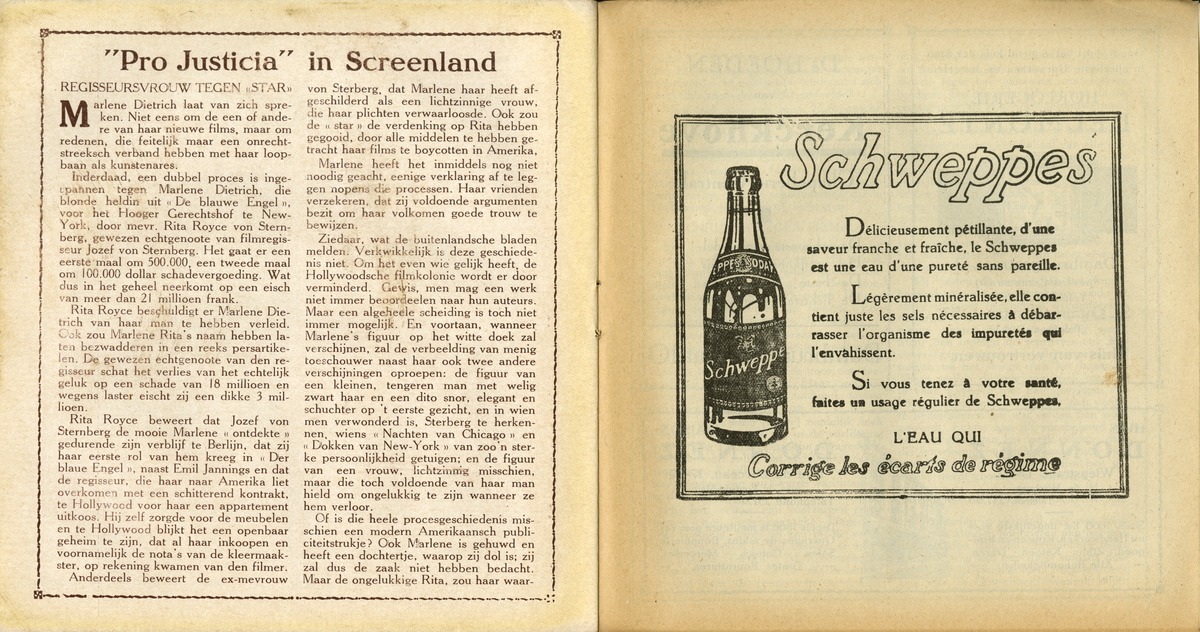 "Pro Justicia" in Screenland
REGISSEURSVROUW TEGEN «STAR»
Marlene Dietrich laat van zich spre-
ken. Niet eens om de een of ande-
re van haar nieuwe films, maar om
redenen, die feitelijk maar een onrecht-
streeksch verband hebben met haar loop-
baan als kunstenares.
Inderdaad, een dubbel proces is inge-
spannen tegen Marlene Dietrich, die
blonde heldin uit « De blauwe Engel »,
voor het Hooger Gerechtshof te New-
York, door mevr. Rita Royce von Stern-
berg, gewezen echtgenote van filmregis-
seur Jozef von Sternberg. Het gaat er een
eerste maal om 500.000, een tweede maal
om 100.000 dollar schadevergoeding. Wat
dus in het geheel neerkomt op een eisch
van meer dan 21 millioen frank.
Rita Royce beschuldigt er Marlene Die-
trich van haar man te hebben verleid.
Ook zou Marlene Rita's naam hebben la-
ten bezwadderen in een reeks persartike-
len. De gewezen echtgenote van den re-
gisseur schat het verlies van het echtelijk
geluk op een schade van 18 millioen en
wegens laster eischt zij een dikke 3 mil-
lioen.
Rita Royce beweert dat Jozef von
Sternberg de mooie Marlene « ontdekte »
gedurende zijn verblijf te Berlijn, dat zij
haar eerste rol van hem kreeg in « Der
blaue Engel », naast Emil Jannings en dat
de regisseur, die haar naar Amerika liet
overkomen met een schitterend kontrakt,
te Hollywood voor haar een appartement
uitkoos. Hij zelf zorgde voor de meubelen
en te Hollywood blijkt het een openbaar
geheim te zijn, dat al haar inkoopen en
voornamelijk de nota's van de kleermaak-
ster, op rekening kwamen van den filmer.
Anderdeels beweert de ex-mevrouw
von Sterberg, dat Marlene haar heeft af-
geschilderd als een lichtzinnige vrouw,
die haar plichten verwaarloosde. Ook zou
de « star » de verdenking op Rita hebben
gegooid, door alle middelen te hebben ge-
tracht haar films te boycotten in Amerika,
Marlene heeft het inmiddels nog niet
noodig geacht, eenige verklaring af te leg-
gen nopens die processen. Haar vrienden
verzekeren, dat zij voldoende argumenten
bezit om haar volkomen goede trouw te
bewijzen.
Ziedaar, wat de buitenlandsche bladen
melden. Verkwikkelijk is deze geschiede-
nis niet. Om het even wie gelijk heeft, de
Hollywoodsche filmkolonie wordt er door
verminderd. Gewis, men mag een werk
niet immer beoordeelen naar hun auteurs.
Maar een algeheele scheiding is toch niet
immer mogelijk. En voortaan, wanneer
Marlene's figuur op het witte doek zal
verschijnen, zal de verbeelding van menig
toeschouwer naast haar ook twee andere
verschijningen oproepen: de figuur van
een kleinen, tengeren man met welig
zwart haar en een dito snor, elegant en
schuchter op 't eerste gezicht, en in wien
men verwonderd is, Sterberg te herken-
nen, wiens « Nachten van Chicago » en
« Dokken van New-York » van zoo'n ster-
ke persoonlijkheid getuigen; en de figuur
van een vrouw, lichtzinnig misschien,
maar die toch voldoende van haar man
hield om ongelukkig te zijn wanneer ze
hem verloor.
Of is die heele procesgeschiedenis mis-
schien een modern Amerikaansch publi-
citeitstrukje? Ook Marlene is gehuwd en
heeft een dochtertje, waarop zij dol is; zij
zal dus de zaak niet hebben bedacht.
Maar de ongelukkige Rita, zou haar waar-
Schweppes
Délicieusement pétillante, d'une
saveur franche et fraîche, le Schweppes
est une eau d'une pureté sans pareille.
Légèrement minéralisée, elle con-
tient juste les sels nécessaires à débar-
rasser l'organisme des impuretés qui
l'envahissent.
Si vous tenez à votre santé,
faites un usage régulier de Schweppes,
L'EAU QUI
Corrige les écarts de régime
PPES SODA
Schweppe